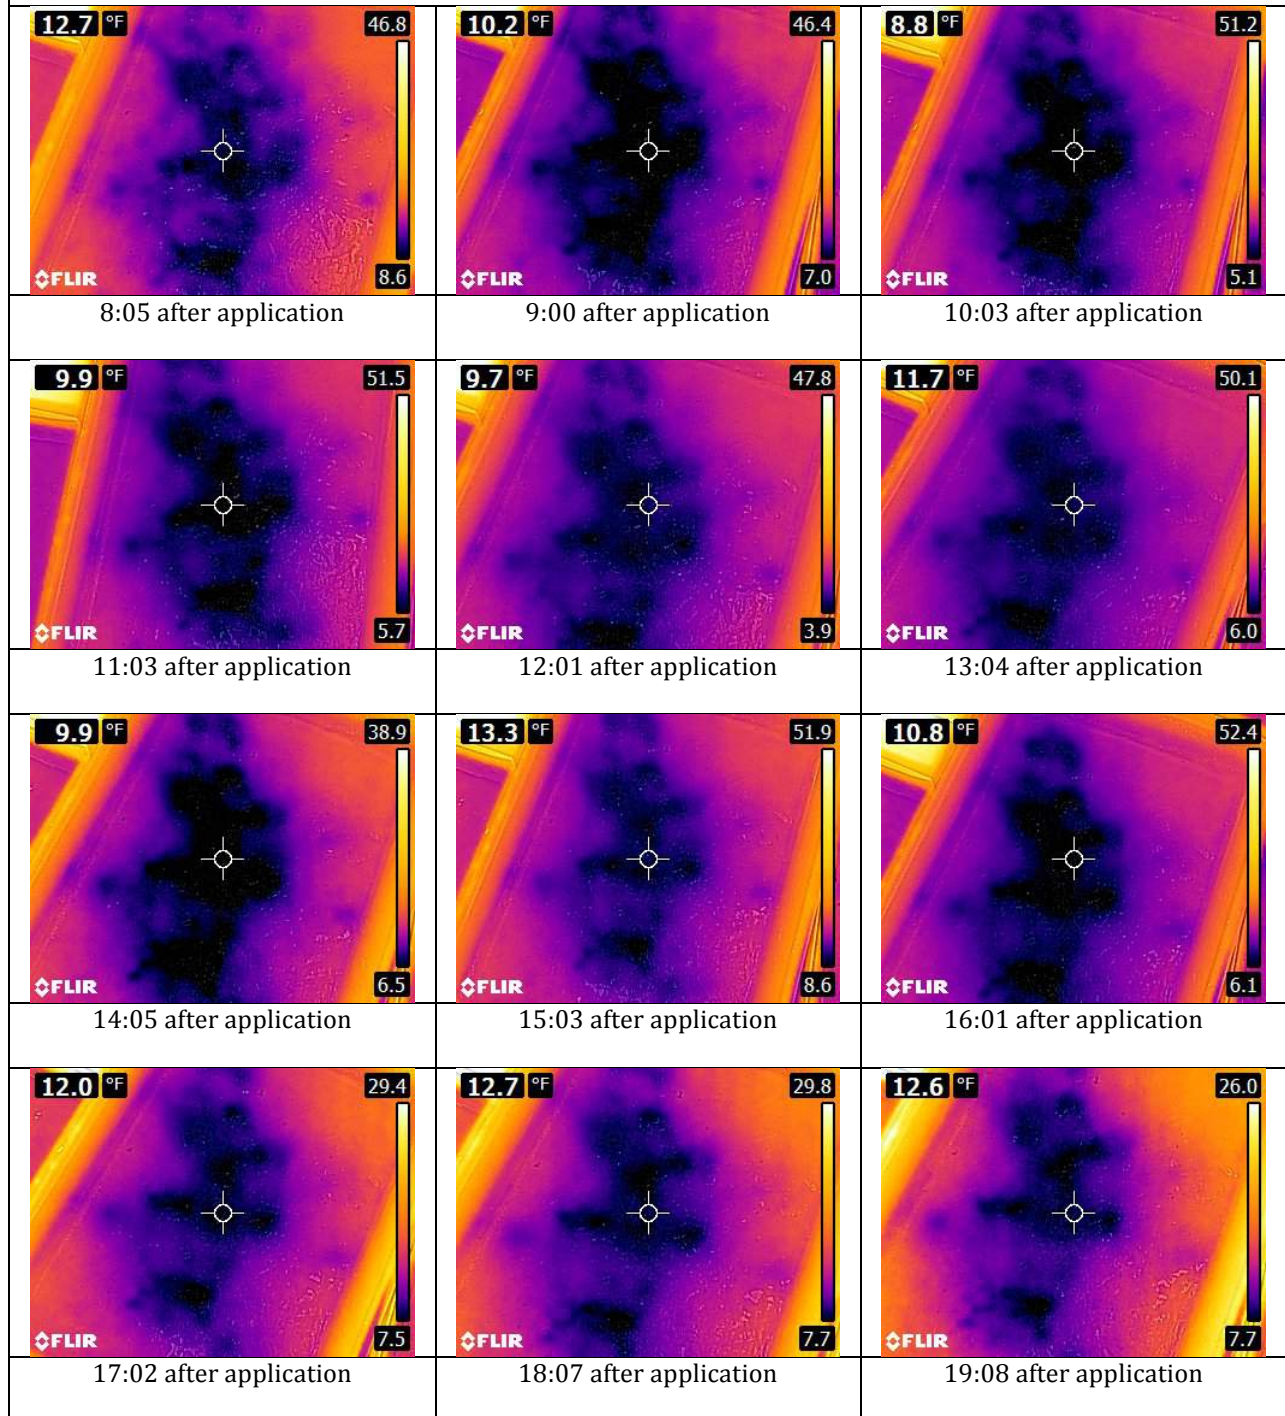 12.7 °F 46.8
FLIR 8.6
10.2 °F 46.4
FLIR 7.0
8.8 °F 51.2
FLIR 5.1
8:05 after application
9:00 after application
10:03 after application
9.9 °F 51.5
FLIR 5.7
9.7 °F 47.8
FLIR 3.9
11.7 °F 50.1
FLIR 6.0
11:03 after application
12:01 after application
13:04 after application
9.9 °F 38.9
FLIR 6.5
13.3 °F 51.9
FLIR 8.6
10.8 °F 52.4
FLIR 6.1
14:05 after application
15:03 after application
16:01 after application
12.0 °F 29.4
FLIR 7.5
12.7 °F 29.8
FLIR 7.7
12.6 °F 26.0
FLIR 7.7
17:02 after application
18:07 after application
19:08 after application